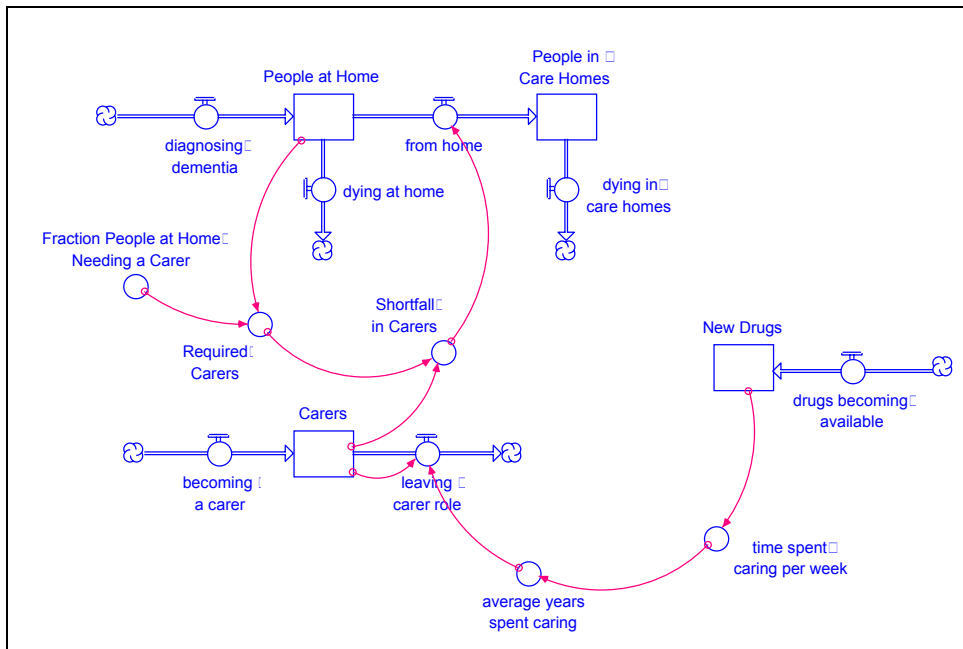 People at Home
People in
Care Homes
diagnosing
dementia
from home
dying at home
dying in
care homes
Fraction People at Home
Needing a Carer
Shortfall
in Carers
Required
Carers
New Drugs
drugs becoming
available
Carers
becoming
a carer
leaving
carer role
time spent
caring per week
average years
spent caring